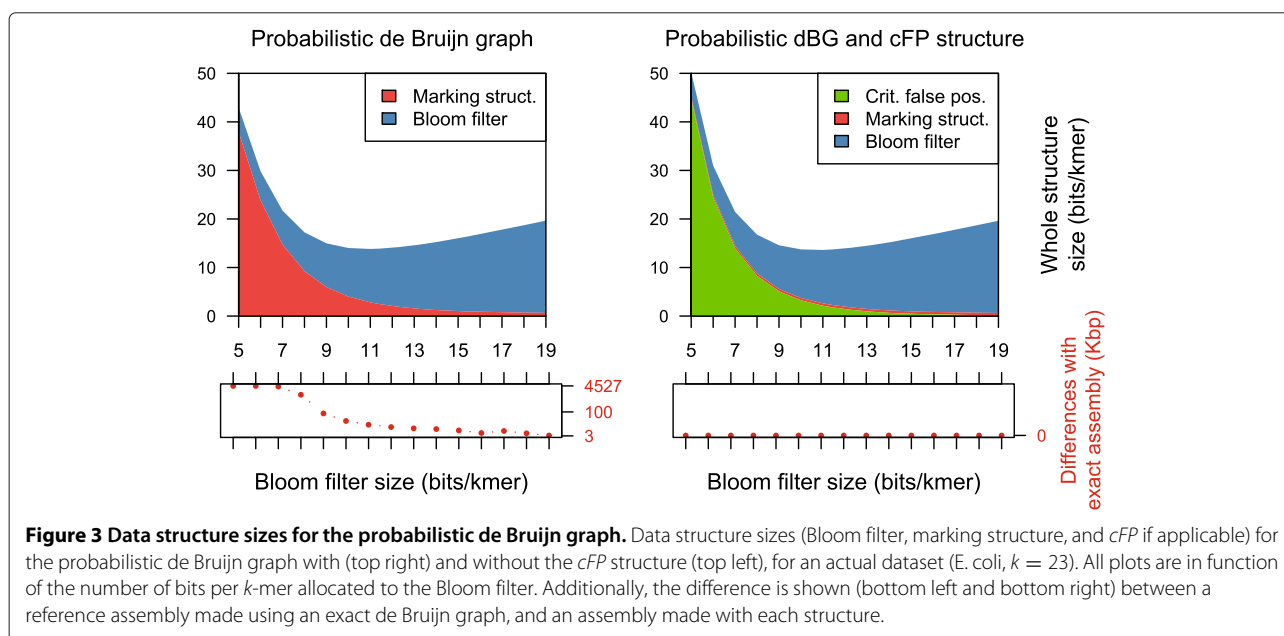 Probabilistic de Bruijn graph
50
40
30
20
10
0
Marking struct.
Bloom filter
5 7 9 11 13 15 17 19
4527
100
3
Bloom filter size (bits/kmer)
Probabilistic dBG and cFP structure
50
40
30
20
10
0
Crit. false pos.
Marking struct.
Bloom filter
5 7 9 11 13 15 17 19
0
Bloom filter size (bits/kmer)
Whole structure
size (bits/kmer)
Differences with
exact assembly (Kbp)
Figure 3 Data structure sizes for the probabilistic de Bruijn graph. Data structure sizes (Bloom filter, marking structure, and cFP if applicable) for
the probabilistic de Bruijn graph with (top right) and without the cFP structure (top left), for an actual dataset (E. coli, k = 23). All plots are in function
of the number of bits per k-mer allocated to the Bloom filter. Additionally, the difference is shown (bottom left and bottom right) between a
reference assembly made using an exact de Bruijn graph, and an assembly made with each structure.